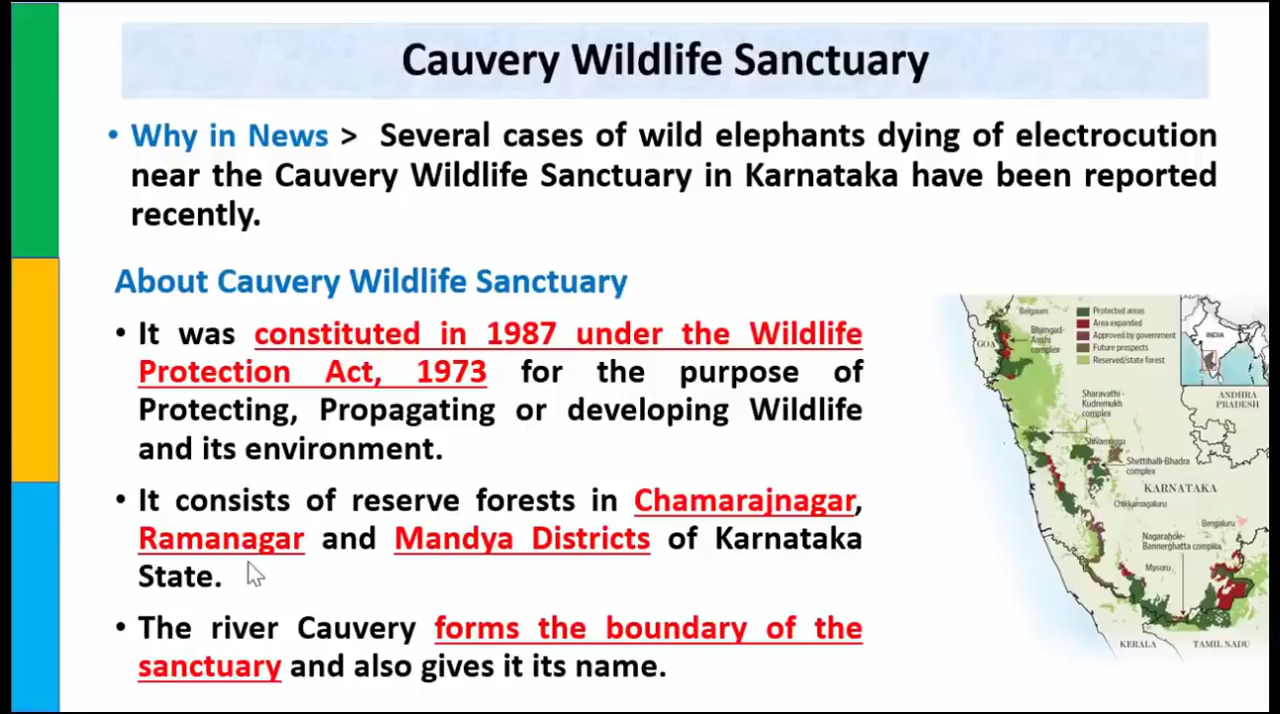 Cauvery Wildlife Sanctuary
• Why in News > Several cases of wild elephants dying of electrocution
near the Cauvery Wildlife Sanctuary in Karnataka have been reported
recently.
About Cauvery Wildlife Sanctuary
• It was constituted in 1987 under the Wildlife
Protection Act, 1973 for the purpose of
Protecting, Propagating or developing Wildlife
and its environment.
• It consists of reserve forests in Chamarajnagar,
Ramanagar and Mandya Districts of Karnataka
State.
• The river Cauvery forms the boundary of the
sanctuary and also gives it its name.
Belgaum
Protected areas
Area expanded
Approved by government
Future prospects
Reserved/state forest
INDIA
GOA
Bhimgad-
complex
ANDHRA
PRADESH
Sharavathi-
Kudremukh
complex
Shivamogga
Shettihalli-Bhadra
complex
KARNATAKA
Chikkamagaluru
Bengaluru
Nagarahole-
Bannerghatta complex
Mysuru
KERALA
TAMIL NADU